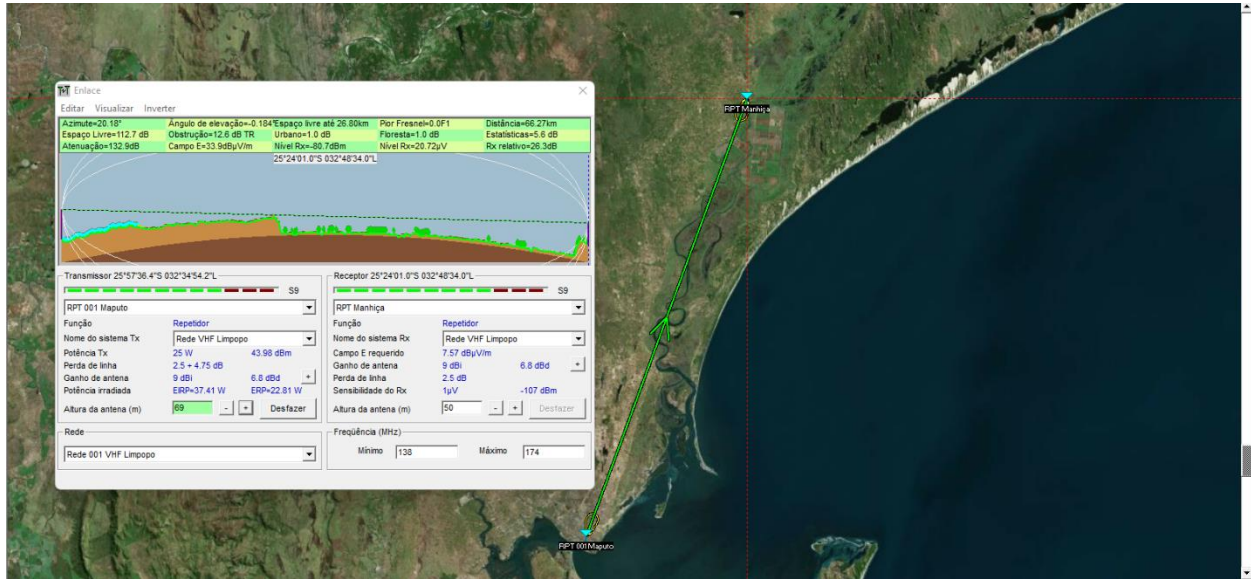 Enlace
Editar Visualizar Inverter
Azimute=20.18° Ângulo de elevação=-0.184° Espaço livre até 26.80km Pior Fresnel=0.0F1 Distância=66.27km
Espaço Livre=112.7 dB Obstrução=12.6 dB TR Urbano=1.0 dB Floresta=1.0 dB Estatísticas=5.6 dB
Atenuação=132.9dB Campo E=33.9dBµV/m Nível Rx=-80.7dBm Nível Rx=20.72µV Rx relativo=26.3dB
25°24'01.0"S 032°48'34.0"L
Transmissor 25°57'36.4"S 032°34'54.2"L
S9
RPT 001 Maputo
Função Repetidor
Nome do sistema Tx Rede VHF Limpopo
Potência Tx 25 W 43.98 dBm
Perda de linha 2.5 + 4.75 dB
Ganho de antena 9 dBi 6.8 dBd +
Potência irradiada EIRP=37.41 W ERP=22.81 W
Altura da antena (m) 69 - + Desfazer
Rede
Rede 001 VHF Limpopo
Receptor 25°24'01.0"S 032°48'34.0"L
S9
RPT Manhiça
Função Repetidor
Nome do sistema Rx Rede VHF Limpopo
Campo E requerido 7.57 dBµV/m
Ganho de antena 9 dBi 6.8 dBd +
Perda de linha 2.5 dB
Sensibilidade do Rx 1µV -107 dBm
Altura da antena (m) 50 - + Desfazer
Freqüência (MHz)
Mínimo 138 Máximo 174
RPT Manhiça
RPT 001Maputo